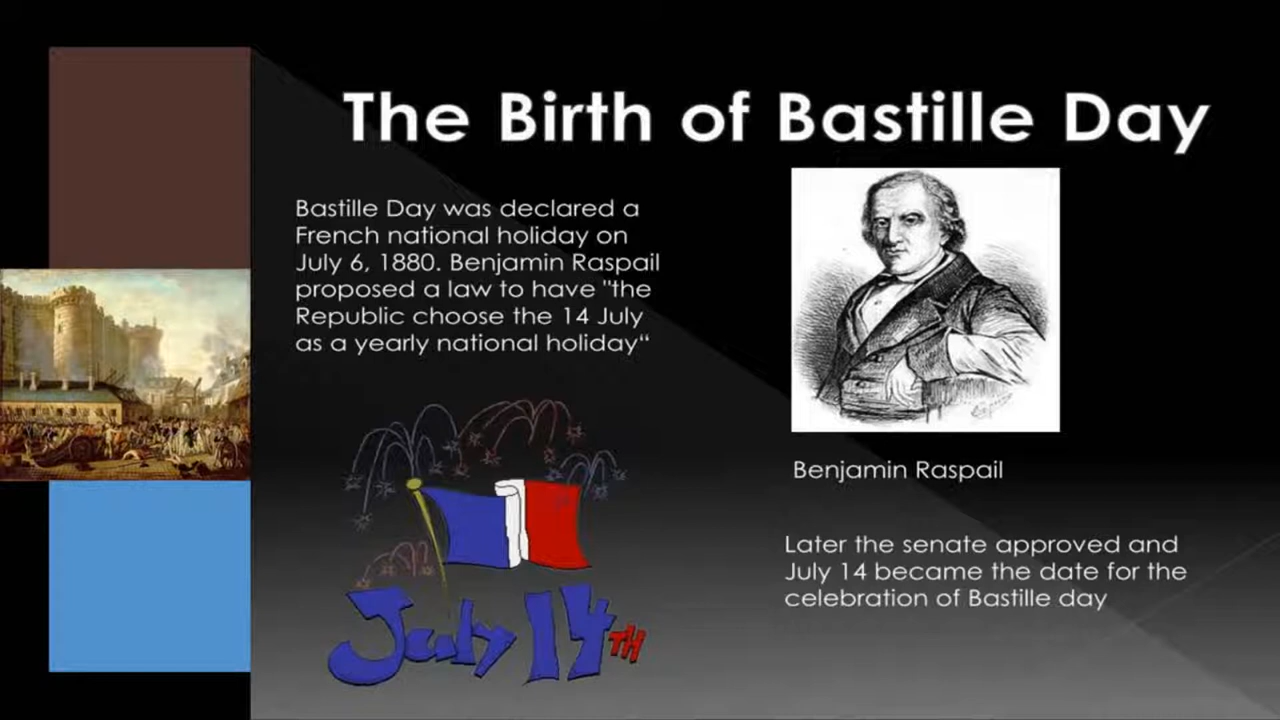 The Birth of Bastille Day
Bastille Day was declared a
French national holiday on
July 6, 1880. Benjamin Raspail
proposed a law to have "the
Republic choose the 14 July
as a yearly national holiday“
July 14TH
Benjamin Raspail
Later the senate approved and
July 14 became the date for the
celebration of Bastille day